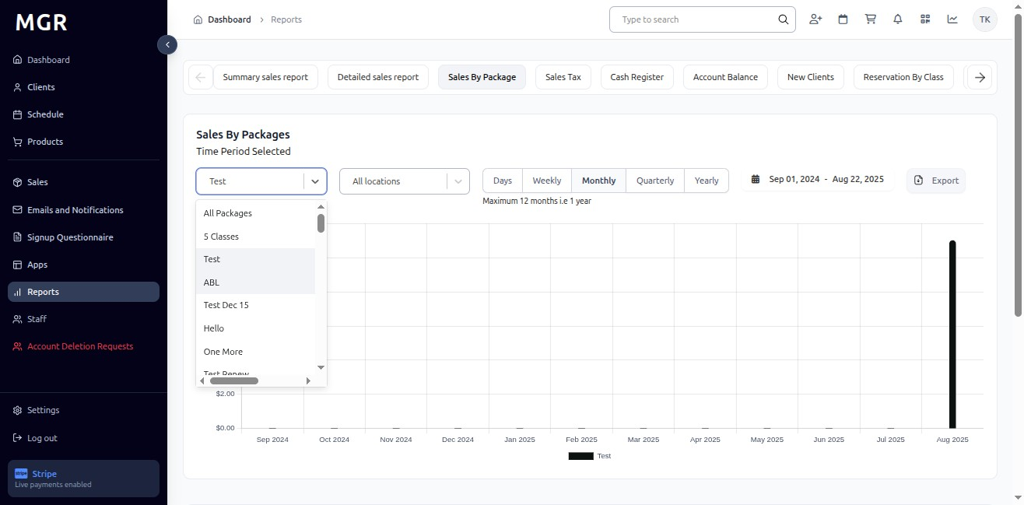 MGR
Dashboard
Clients
Schedule
Products
Sales
Emails and Notifications
Signup Questionnaire
Apps
Reports
Staff
Account Deletion Requests
Settings
Log out
Stripe
Live payments enabled
Dashboard > Reports
Type to search
TK
Summary sales report
Detailed sales report
Sales By Package
Sales Tax
Cash Register
Account Balance
New Clients
Reservation By Class
Sales By Packages
Time Period Selected
Test
All locations
Days
Weekly
Monthly
Quarterly
Yearly
Sep 01, 2024 - Aug 22, 2025
Export
Maximum 12 months i.e 1 year
All Packages
5 Classes
Test
ABL
Test Dec 15
Hello
One More
Test Renew
$2.00
$0.00
Sep 2024
Oct 2024
Nov 2024
Dec 2024
Jan 2025
Feb 2025
Mar 2025
Apr 2025
May 2025
Jun 2025
Jul 2025
Aug 2025
Test